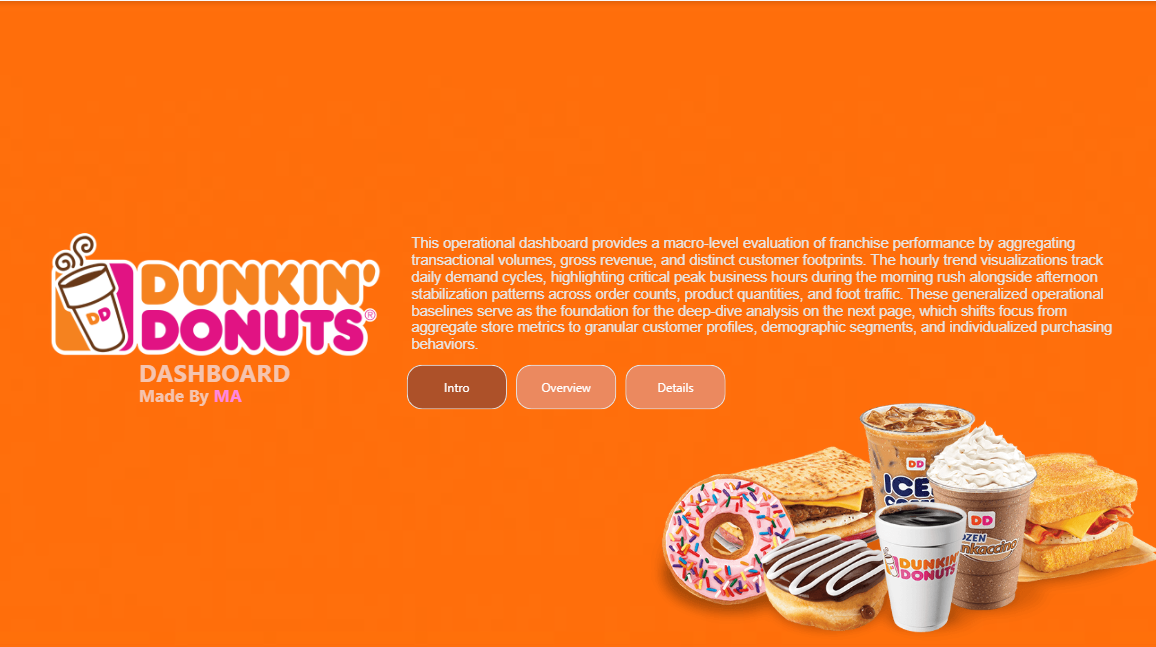 DUNKIN'
DONUTS®
DD
DASHBOARD
Made By MA
This operational dashboard provides a macro-level evaluation of franchise performance by aggregating
transactional volumes, gross revenue, and distinct customer footprints. The hourly trend visualizations track
daily demand cycles, highlighting critical peak business hours during the morning rush alongside afternoon
stabilization patterns across order counts, product quantities, and foot traffic. These generalized operational
baselines serve as the foundation for the deep-dive analysis on the next page, which shifts focus from
aggregate store metrics to granular customer profiles, demographic segments, and individualized purchasing
behaviors.
Intro
Overview
Details
DD
ICE
DD
DUNKIN'
DONUTS